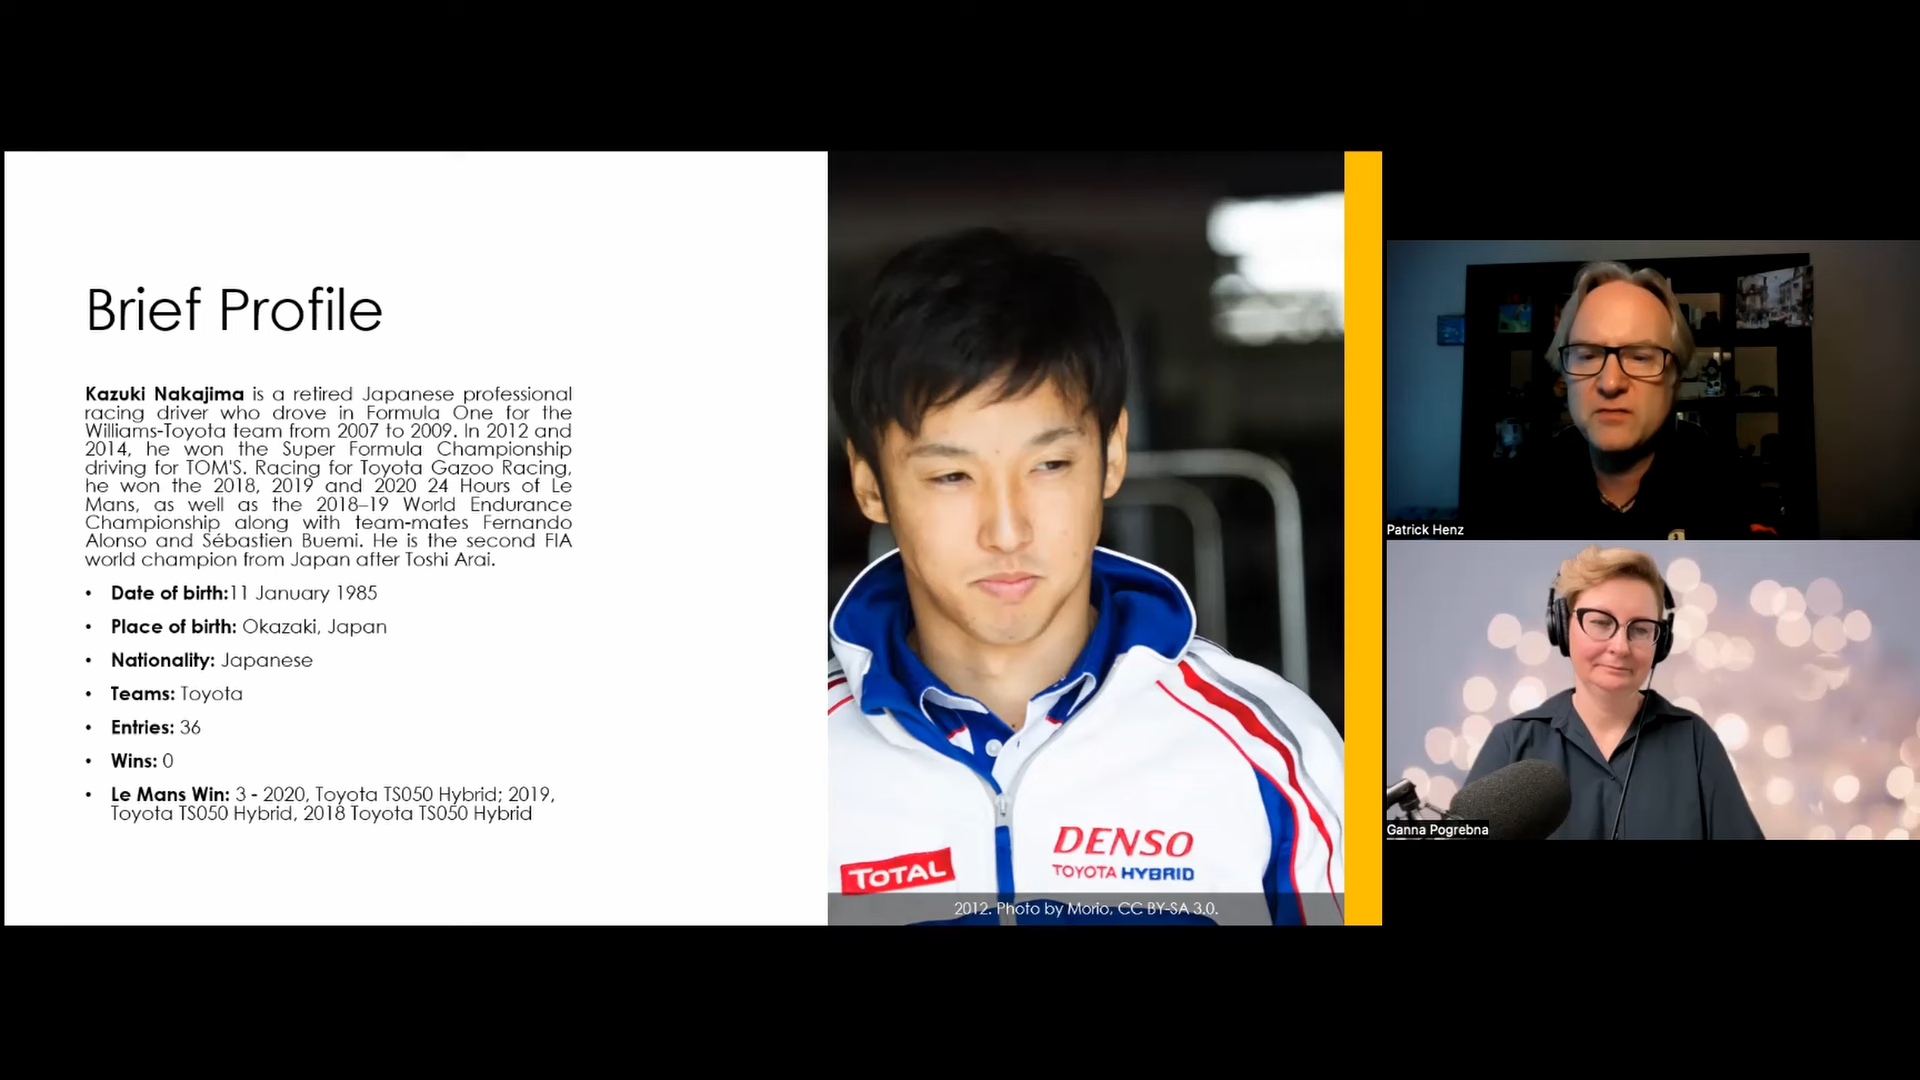 Brief Profile
Kazuki Nakajima is a retired Japanese professional
racing driver who drove in Formula One for the
Williams-Toyota team from 2007 to 2009. In 2012 and
2014, he won the Super Formula Championship
driving for TOM'S. Racing for Toyota Gazoo Racing,
he won the 2018, 2019 and 2020 24 Hours of Le
Mans, as well as the 2018–19 World Endurance
Championship along with team-mates Fernando
Alonso and Sébastien Buemi. He is the second FIA
world champion from Japan after Toshi Arai.
• Date of birth:11 January 1985
• Place of birth: Okazaki, Japan
• Nationality: Japanese
• Teams: Toyota
• Entries: 36
• Wins: 0
• Le Mans Win: 3 - 2020, Toyota TS050 Hybrid; 2019,
Toyota TS050 Hybrid, 2018 Toyota TS050 Hybrid
TOTAL
DENSO
TOYOTA HYBRID
2012. Photo by Morio, CC BY-SA 3.0.
Patrick Henz
Ganna Pogrebna